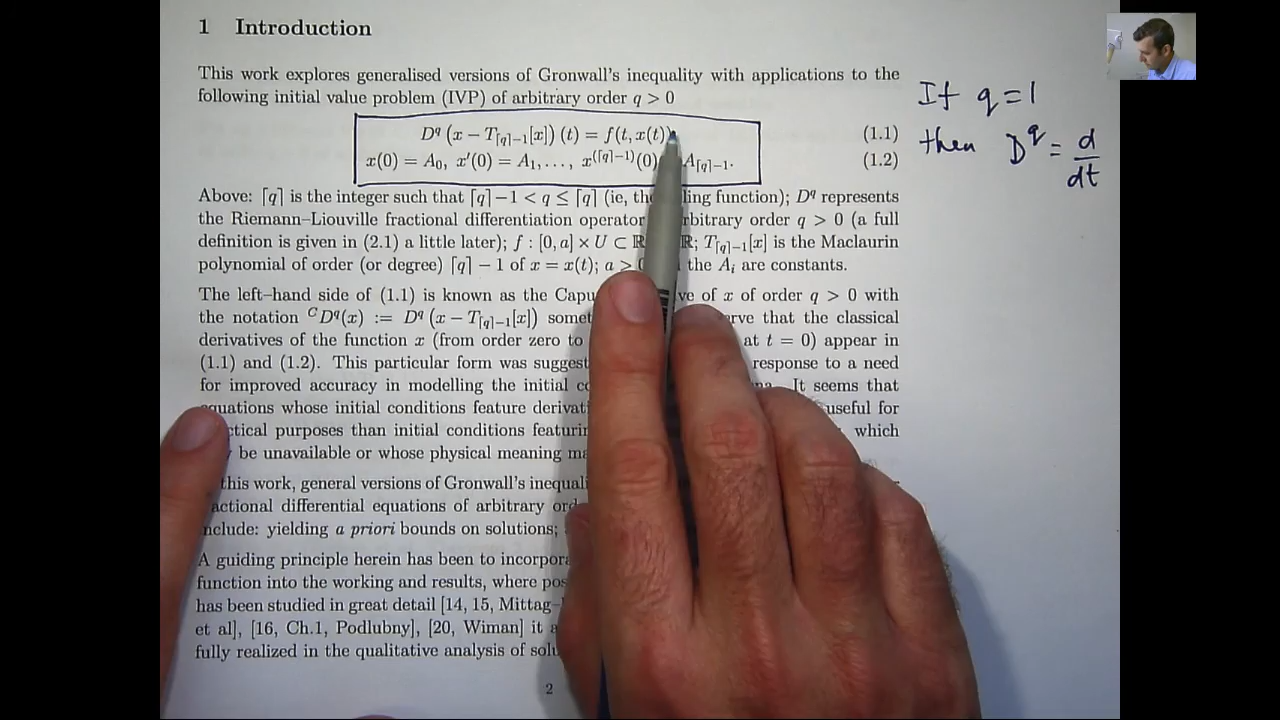 1 Introduction
This work explores generalised versions of Gronwall's inequality with applications to the
following initial value problem (IVP) of arbitrary order q > 0
D^q (x − T_{⌈q⌉−1}[x]) (t) = f(t, x(t)) (1.1)
x(0) = A_0, x′(0) = A_1, . . . , x^{(⌈q⌉−1)}(0) A_{⌈q⌉−1}. (1.2)
Above: ⌈q⌉ is the integer such that ⌈q⌉ − 1 < q ≤ ⌈q⌉ (ie, the ling function); D^q represents
the Riemann–Liouville fractional differentiation operator rbitrary order q > 0 (a full
definition is given in (2.1) a little later); f : [0, a] × U ⊂ ℝ; T_{⌈q⌉−1}[x] is the Maclaurin
polynomial of order (or degree) ⌈q⌉ − 1 of x = x(t); a > the A_i are constants.
The left–hand side of (1.1) is known as the Capu ve of x of order q > 0 with
the notation ^C D^q(x) := D^q (x − T_{⌈q⌉−1}[x]) somet rve that the classical
derivatives of the function x (from order zero to at t = 0) appear in
(1.1) and (1.2). This particular form was suggest response to a need
for improved accuracy in modelling the initial co na. It seems that
equations whose initial conditions feature derivati useful for
ctical purposes than initial conditions featurin which
be unavailable or whose physical meaning ma
this work, general versions of Gronwall's inequali
actional differential equations of arbitrary ord
nclude: yielding a priori bounds on solutions;
A guiding principle herein has been to incorpora
function into the working and results, where pos
has been studied in great detail [14, 15, Mittag–
et al], [16, Ch.1, Podlubny], [20, Wiman] it a
fully realized in the qualitative analysis of solu
2
If q = 1
then D^q = d/dt